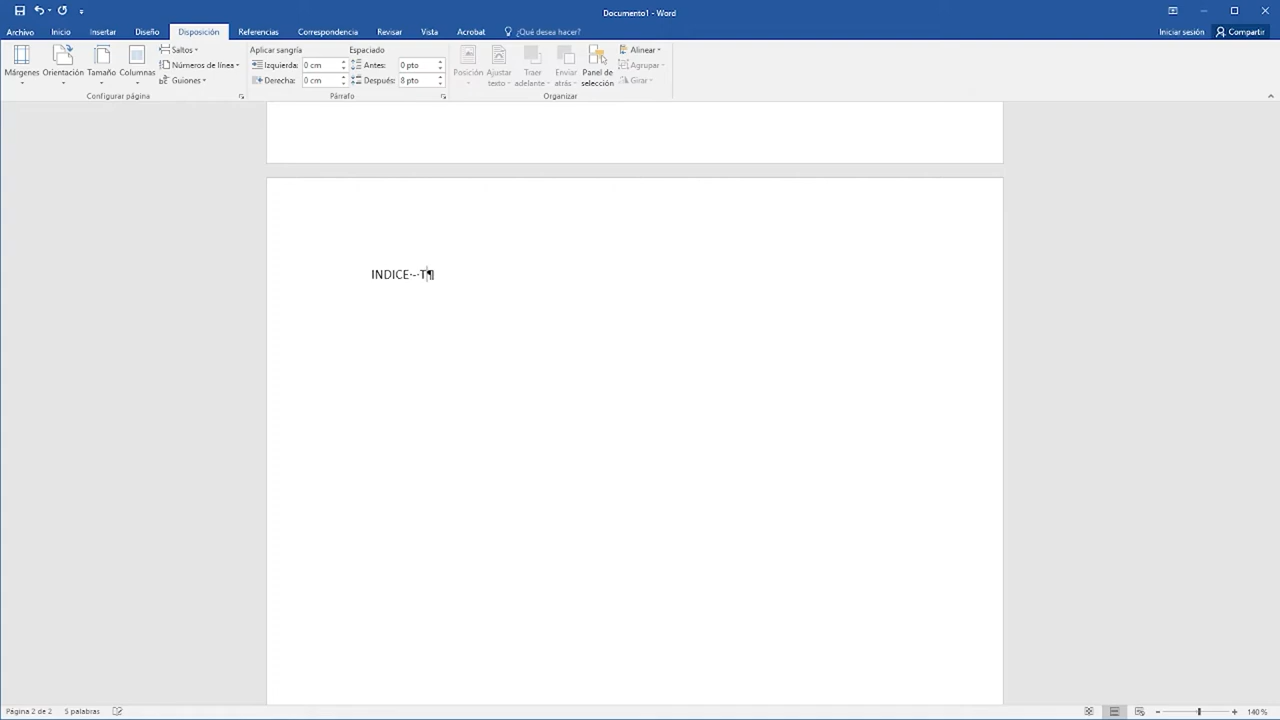 Documento1 - Word
Iniciar sesión
Compartir
Archivo
Inicio
Insertar
Diseño
Disposición
Referencias
Correspondencia
Revisar
Vista
Acrobat
¿Qué desea hacer?
Márgenes
Orientación
Tamaño
Columnas
Saltos
Números de línea
Guiones
Configurar página
Aplicar sangría
Izquierda: 0 cm
Derecha: 0 cm
Espaciado
Antes: 0 pto
Después: 8 pto
Párrafo
Posición
Ajustar texto
Traer adelante
Enviar atrás
Panel de selección
Alinear
Agrupar
Girar
Organizar
INDICE·-·T¶
Página 2 de 2
5 palabras
140 %